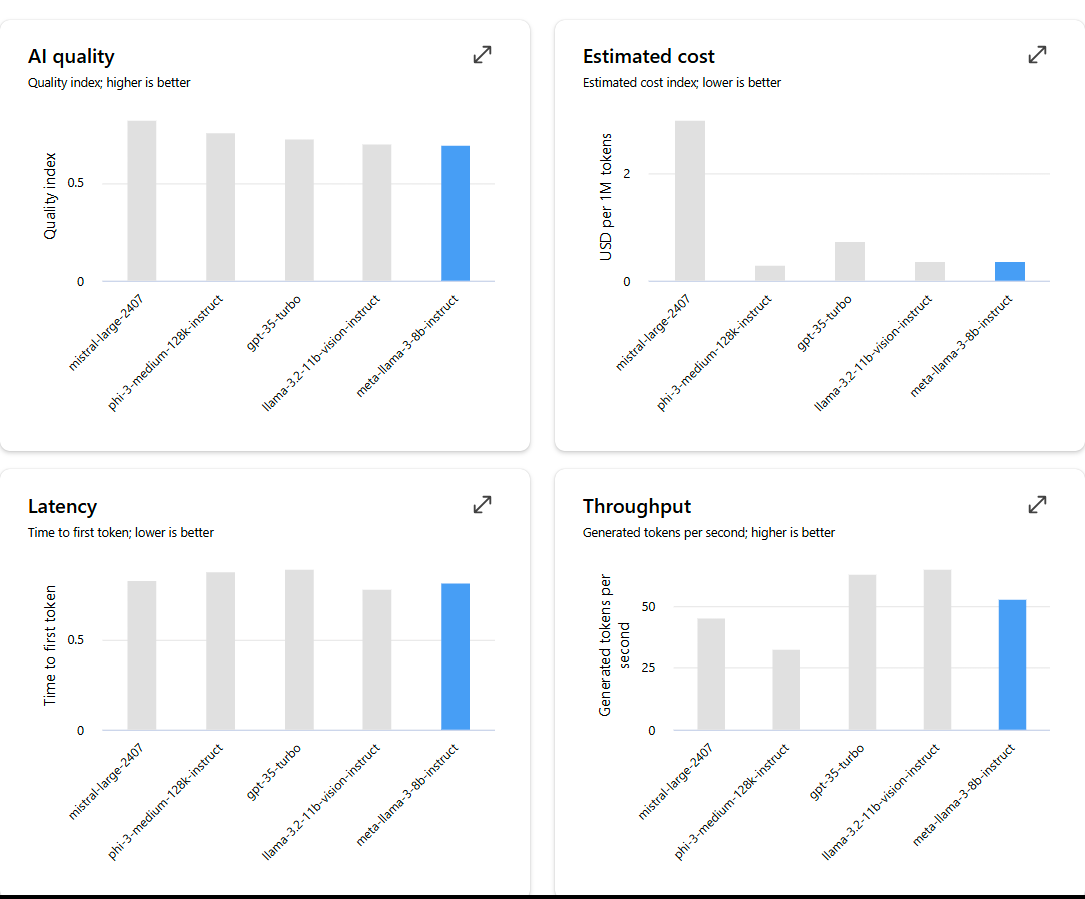 AI quality
Quality index; higher is better
Quality index
0.5
0
mistral-large-2407
phi-3-medium-128k-instruct
gpt-35-turbo
llama-3.2-11b-vision-instruct
meta-llama-3-8b-instruct
Estimated cost
Estimated cost index; lower is better
USD per 1M tokens
2
0
mistral-large-2407
phi-3-medium-128k-instruct
gpt-35-turbo
llama-3.2-11b-vision-instruct
meta-llama-3-8b-instruct
Latency
Time to first token; lower is better
Time to first token
0.5
0
mistral-large-2407
phi-3-medium-128k-instruct
gpt-35-turbo
llama-3.2-11b-vision-instruct
meta-llama-3-8b-instruct
Throughput
Generated tokens per second; higher is better
Generated tokens per
second
50
25
0
mistral-large-2407
phi-3-medium-128k-instruct
gpt-35-turbo
llama-3.2-11b-vision-instruct
meta-llama-3-8b-instruct